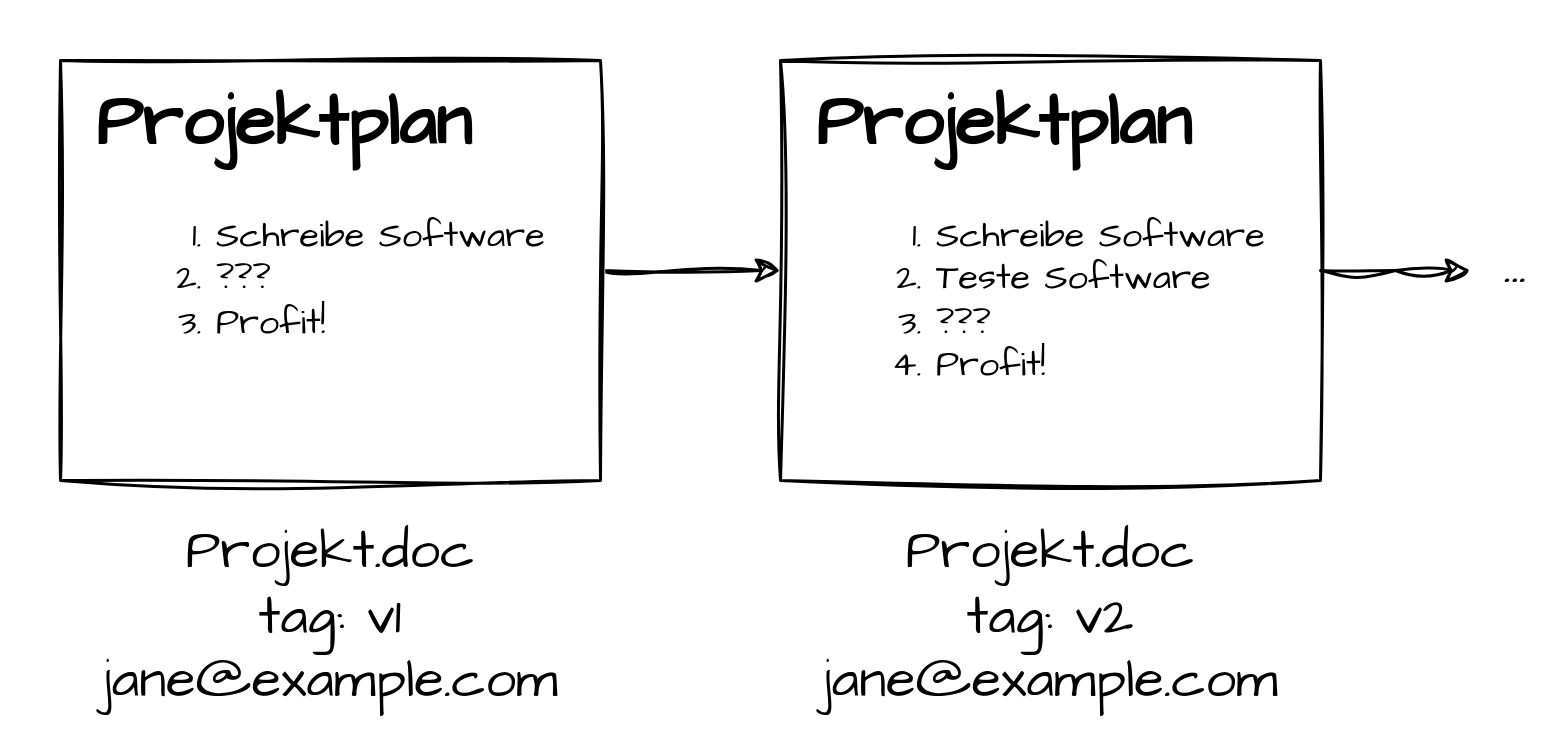 Projektplan
1. Schreibe Software
2. ???
3. Profit!
Projekt.doc
tag: v1
jane@example.com
Projektplan
1. Schreibe Software
2. Teste Software
3. ???
4. Profit!
Projekt.doc
tag: v2
jane@example.com
...